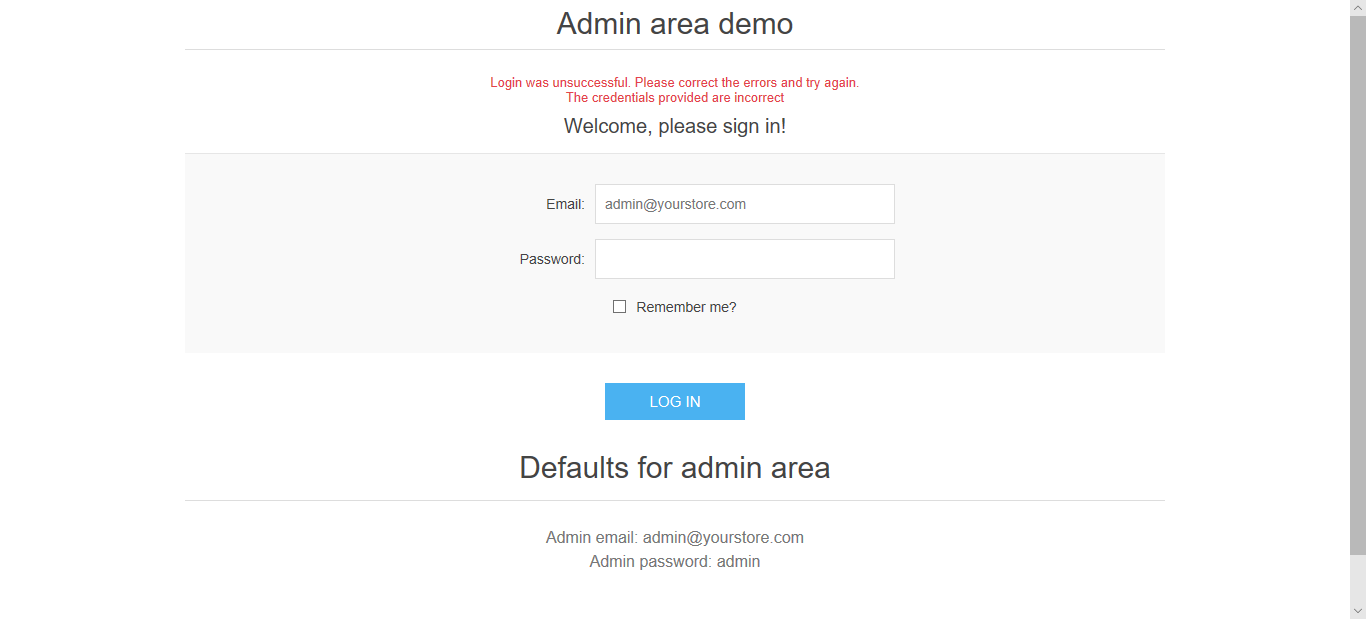 Admin area demo
Login was unsuccessful. Please correct the errors and try again.
The credentials provided are incorrect
Welcome, please sign in!
Email: admin@yourstore.com
Password:
Remember me?
LOG IN
Defaults for admin area
Admin email: admin@yourstore.com
Admin password: admin